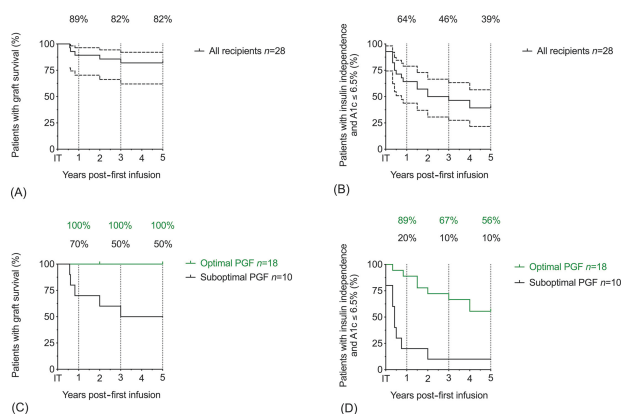 89% 82% 82%
Patients with graft survival (%)
100
75
50
25
0
IT 1 2 3 4 5
Years post-first infusion
All recipients n=28
(A)
64% 46% 39%
Patients with insulin independence
and A1c ≤ 6.5% (%)
100
75
50
25
0
IT 1 2 3 4 5
Years post-first infusion
All recipients n=28
(B)
100% 100% 100%
70% 50% 50%
Patients with graft survival (%)
100
75
50
25
0
IT 1 2 3 4 5
Years post-first infusion
Optimal PGF n=18
Suboptimal PGF n=10
(C)
89% 67% 56%
20% 10% 10%
Patients with insulin independence
and A1c ≤ 6.5% (%)
100
75
50
25
0
IT 1 2 3 4 5
Years post-first infusion
Optimal PGF n=18
Suboptimal PGF n=10
(D)